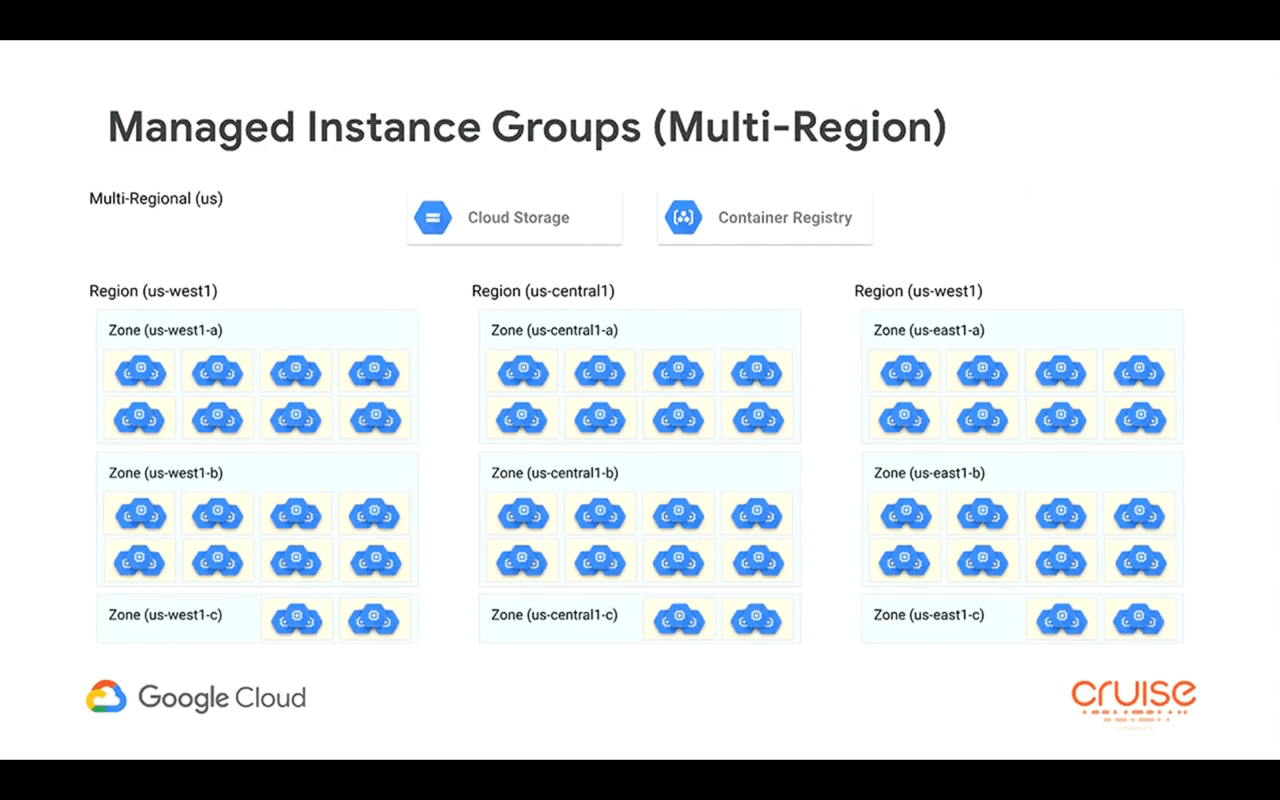 Managed Instance Groups (Multi-Region)
Multi-Regional (us)
Cloud Storage
Container Registry
Region (us-west1)
Zone (us-west1-a)
Zone (us-west1-b)
Zone (us-west1-c)
Region (us-central1)
Zone (us-central1-a)
Zone (us-central1-b)
Zone (us-central1-c)
Region (us-west1)
Zone (us-east1-a)
Zone (us-east1-b)
Zone (us-east1-c)
Google Cloud
cruise